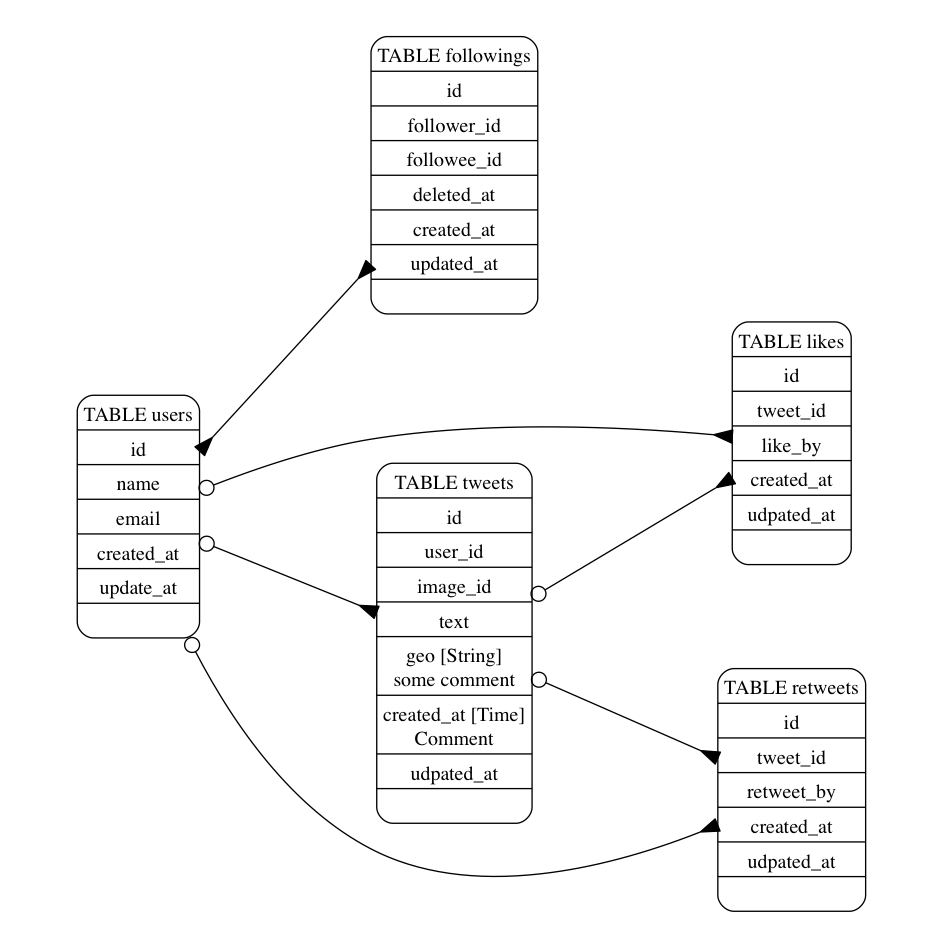 TABLE followings
id
follower_id
followee_id
deleted_at
created_at
updated_at
TABLE users
id
name
email
created_at
update_at
TABLE tweets
id
user_id
image_id
text
geo [String]
some comment
created_at [Time]
Comment
udpated_at
TABLE likes
id
tweet_id
like_by
created_at
udpated_at
TABLE retweets
id
tweet_id
retweet_by
created_at
udpated_at